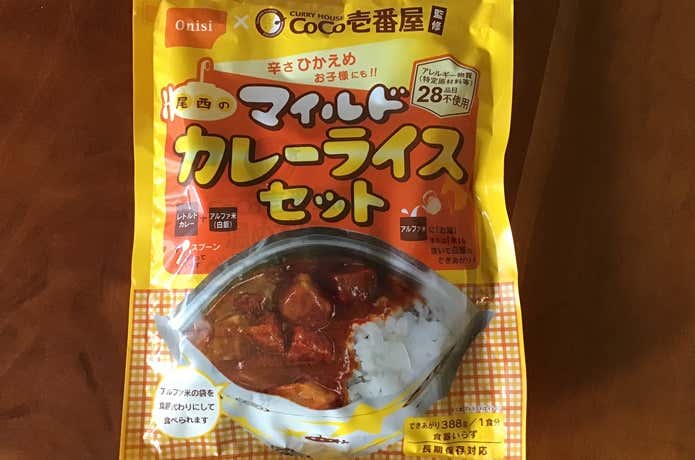 Onisi × CURRY HOUSE CoCo壱番屋 監修
辛さひかえめ
お子様にも!!
アレルギー物質
(特定原材料等)
28品目
不使用
尾西の
マイルド
カレーライス
セット
レトルト
カレー
+
アルファ米
(白飯)
スプーン
アルファ米
に「お湯」
アルファ米の袋を
食器代わりにして
食べられます
できあがり388g/1食分
食器いらず
長期保存対応